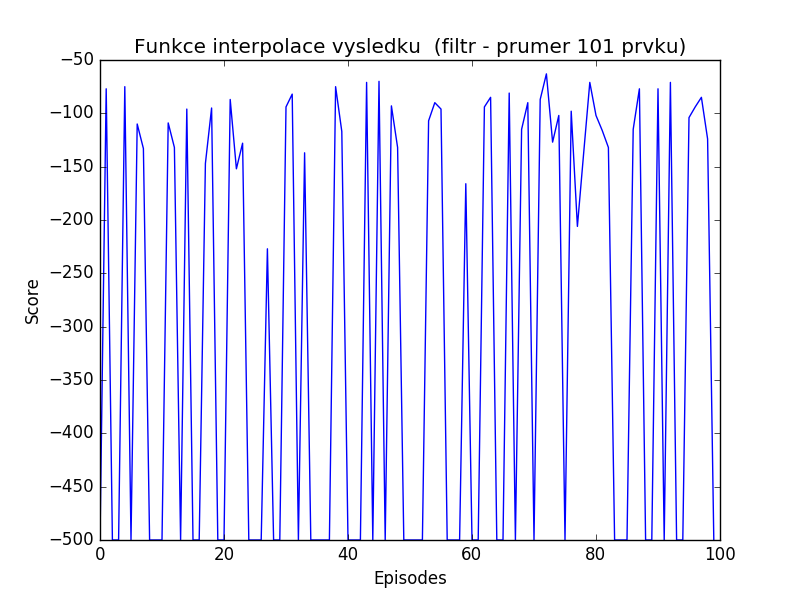 Funkce interpolace vysledku  (filtr - prumer 101 prvku)
−50
−100
−150
−200
−250
−300
−350
−400
−450
−500
Score
0 20 40 60 80 100
Episodes